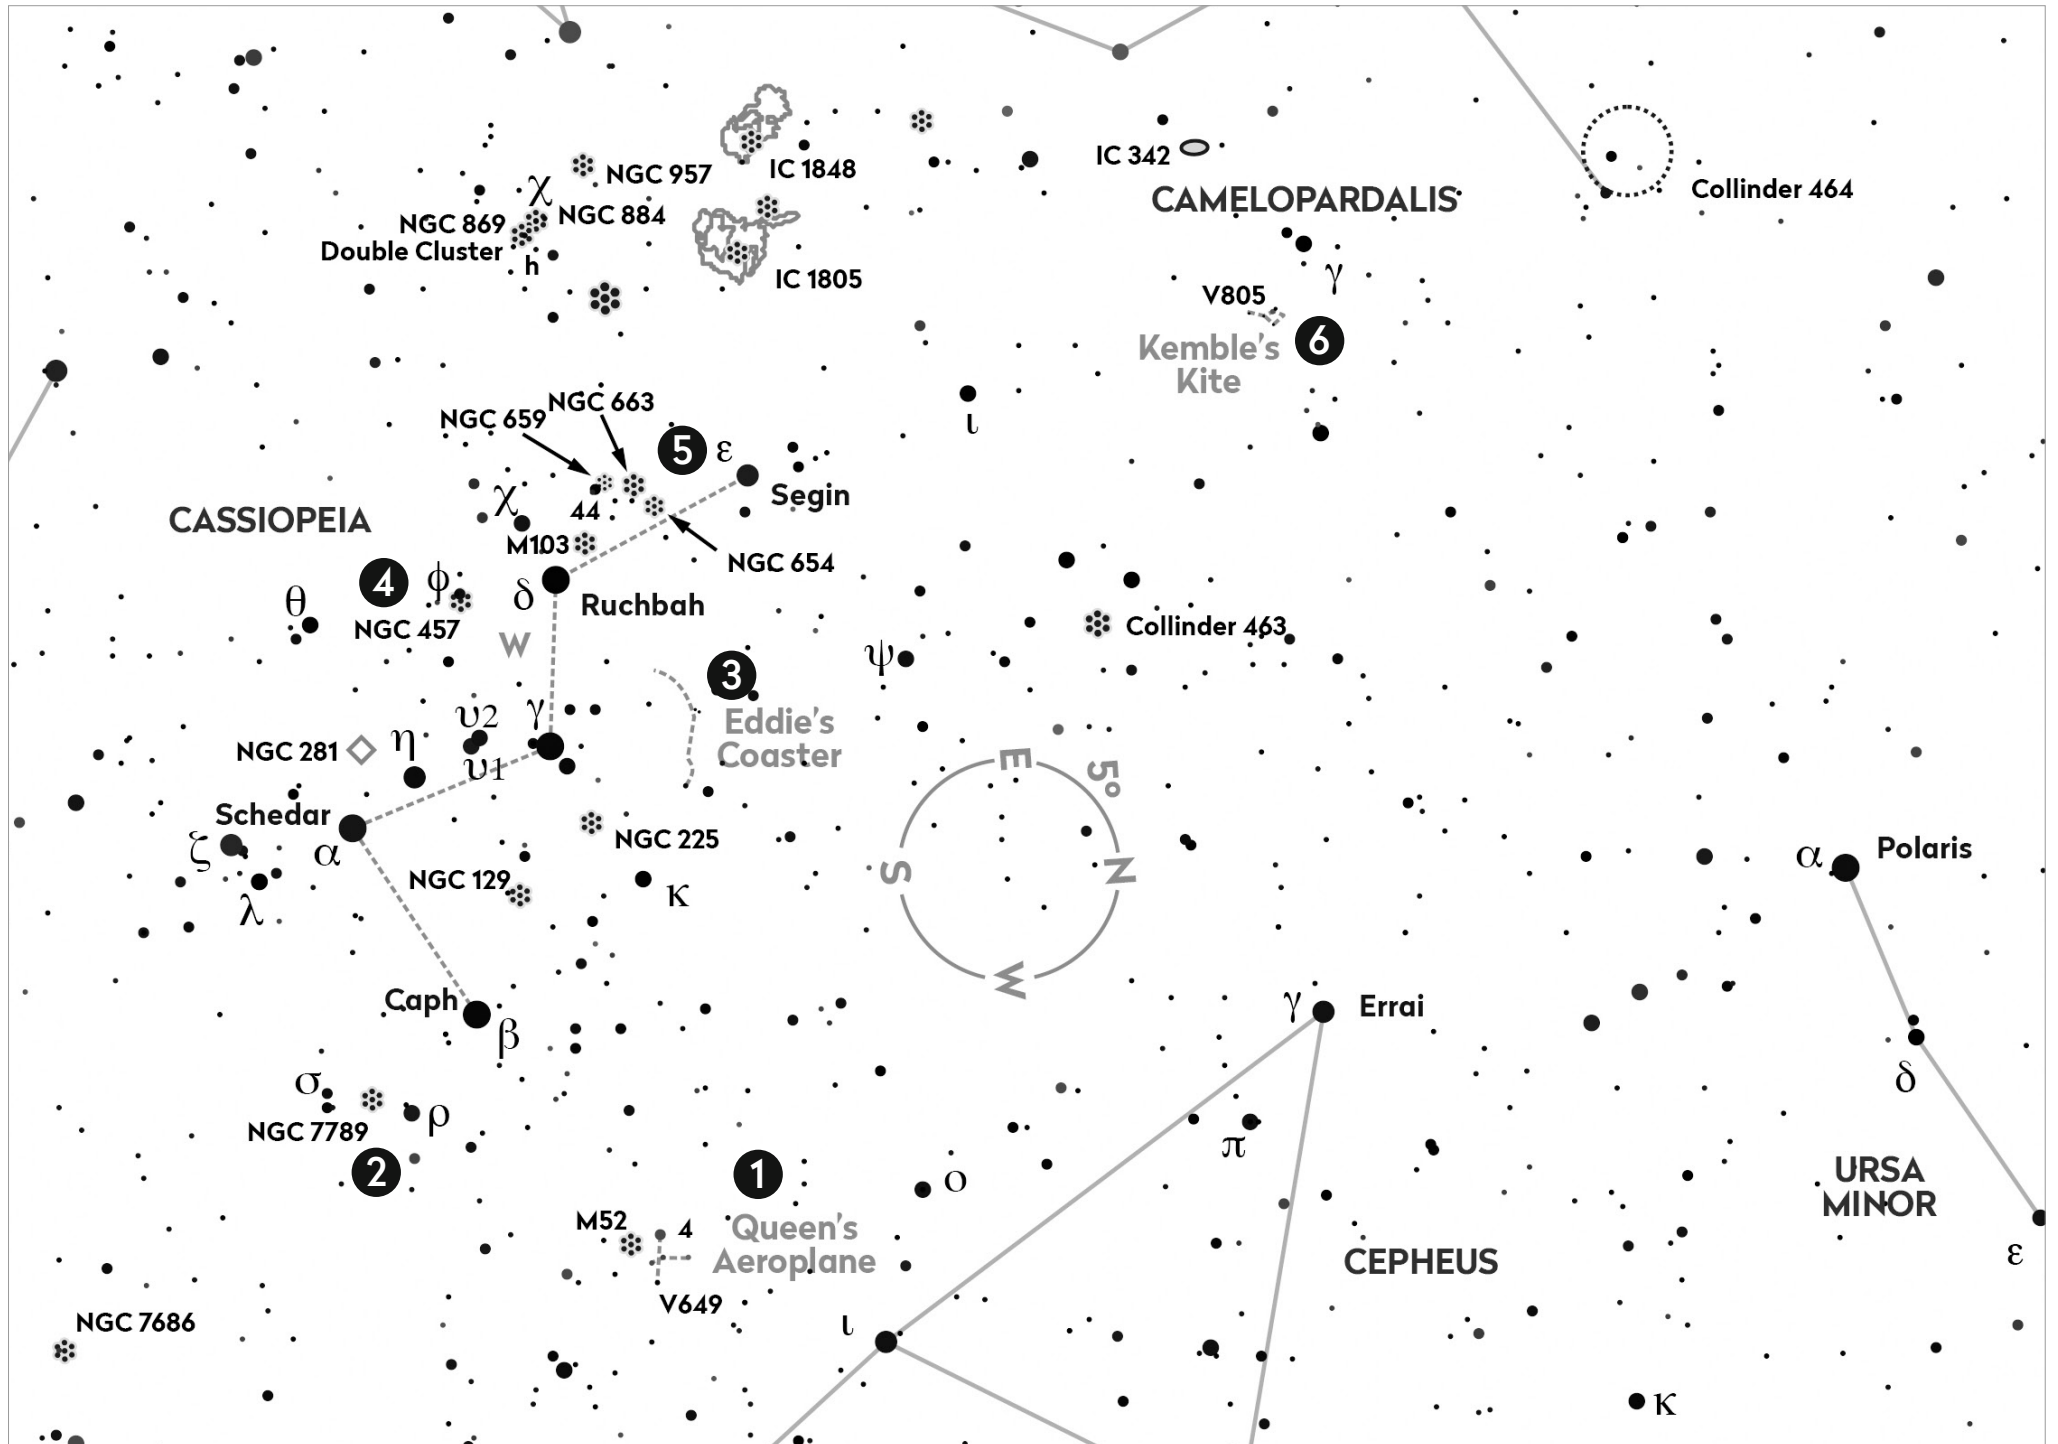 IC 1848
IC 342
NGC 957
χ
CAMELOPARDALIS
Collinder 464
NGC 869
NGC 884
Double Cluster
h
IC 1805
γ
V805
6
Kemble's
Kite
NGC 659
NGC 663
ι
5
ε
Segin
χ
44
CASSIOPEIA
M103
NGC 654
4
ϕ
δ
Ruchbah
θ
NGC 457
Collinder 463
W
ψ
3
υ2
γ
Eddie's
Coaster
NGC 281
η
υ1
E
5°
Schedar
NGC 225
ζ
α
α
Polaris
NGC 129
S
N
λ
κ
W
Caph
β
γ
Errai
σ
ρ
δ
NGC 7789
π
2
1
ο
URSA
MINOR
M52
4
Queen's
Aeroplane
CEPHEUS
ε
V649
NGC 7686
ι
κ